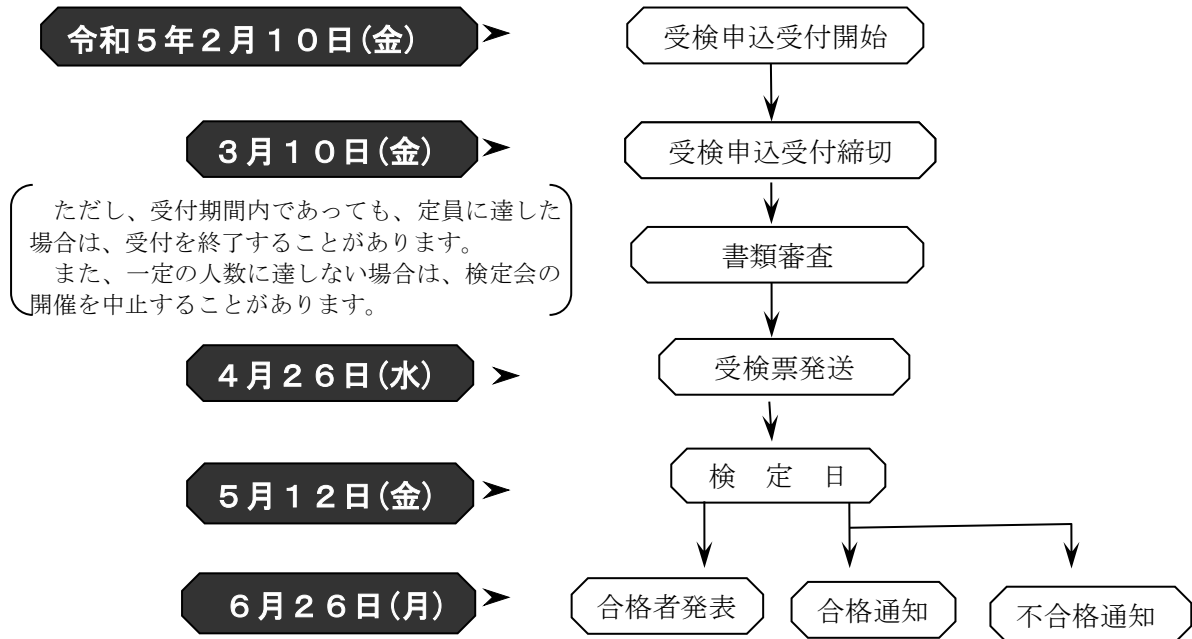 令和５年２月１０日(金)
受検申込受付開始
３月１０日(金)
受検申込受付締切
ただし、受付期間内であっても、定員に達した
場合は、受付を終了することがあります。
また、一定の人数に達しない場合は、検定会の
開催を中止することがあります。
書類審査
４月２６日(水)
受検票発送
５月１２日(金)
検　定　日
６月２６日(月)
合格者発表
合格通知
不合格通知